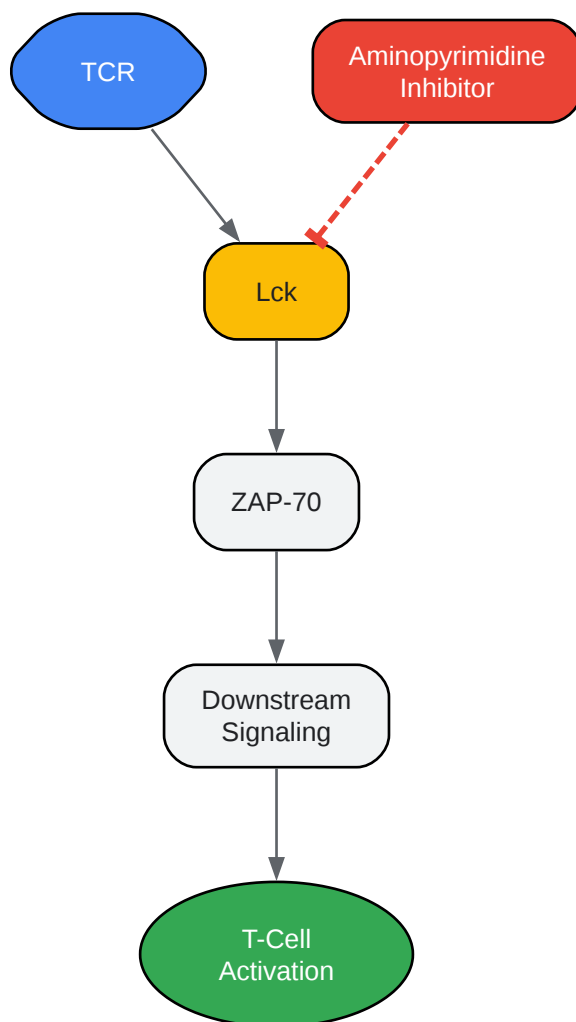 TCR
Aminopyrimidine
Inhibitor
Lck
ZAP-70
Downstream
Signaling
T-Cell
Activation